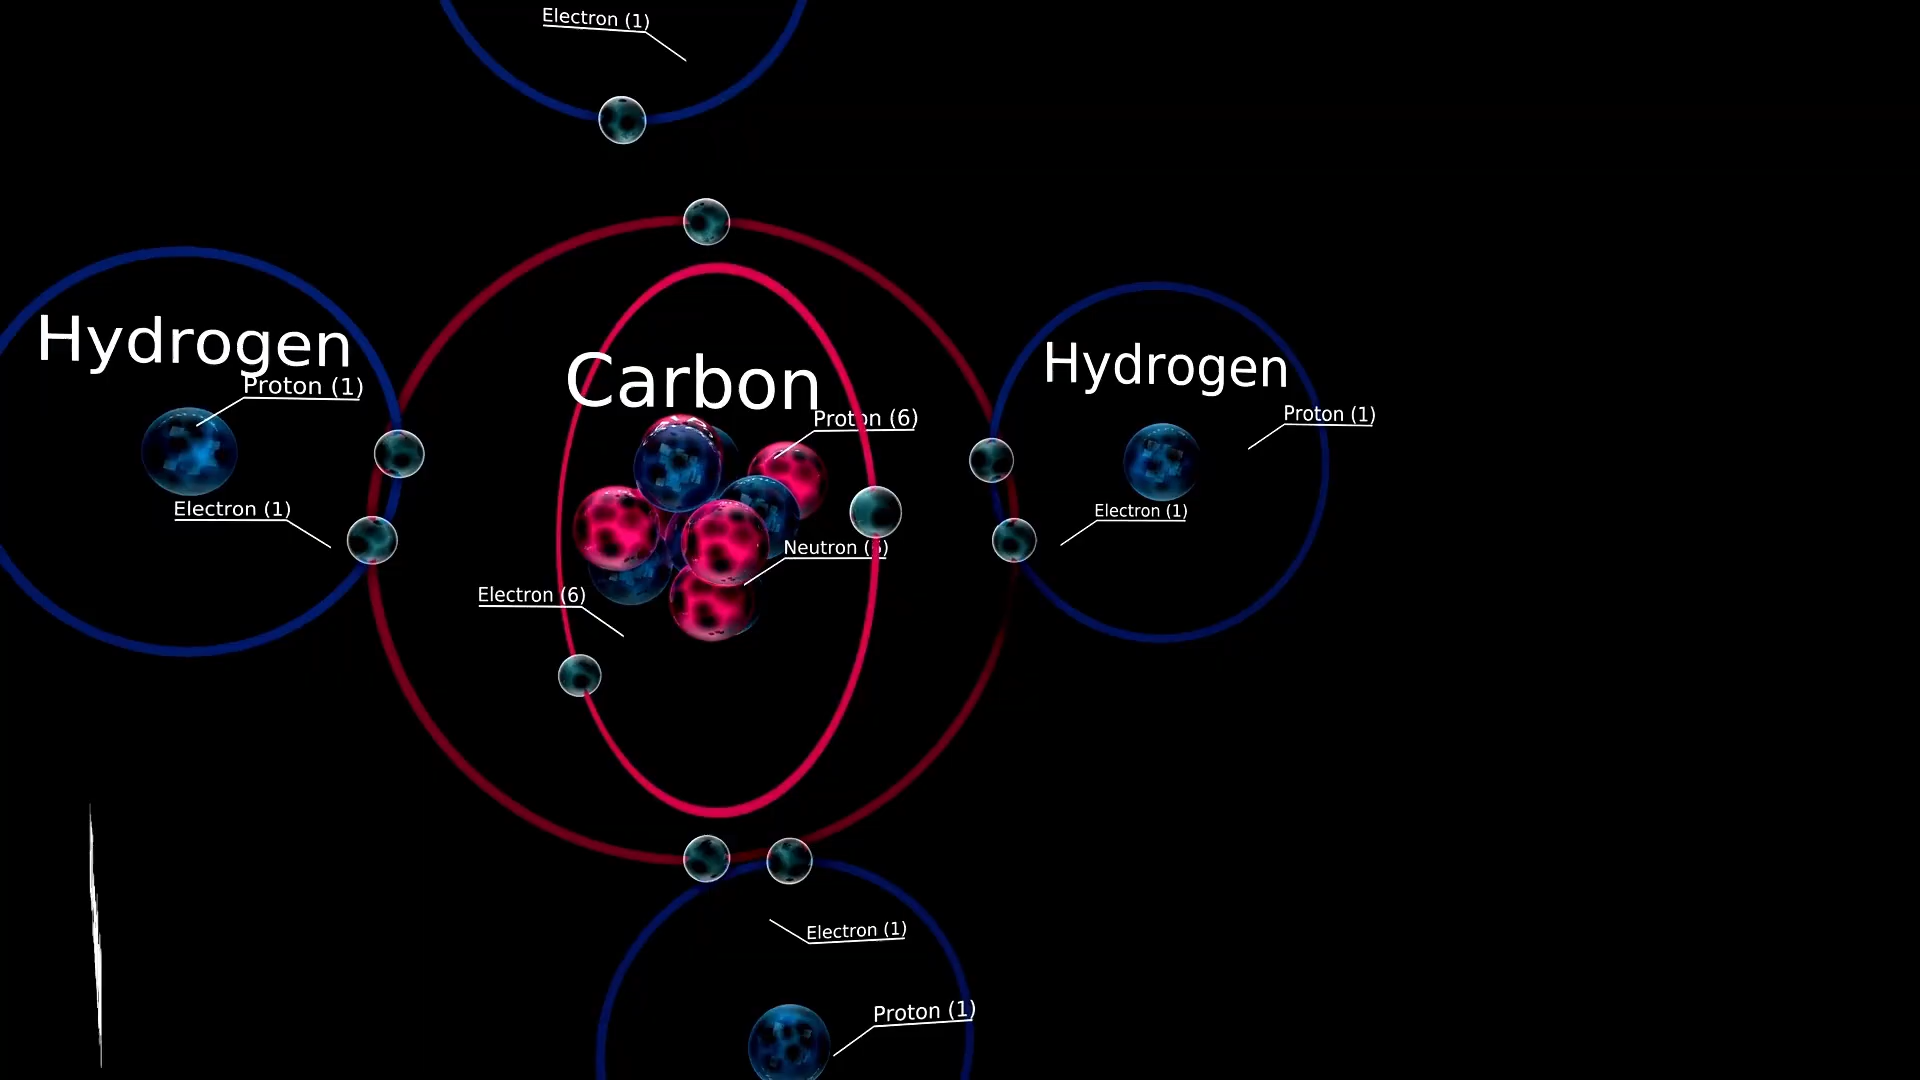 Electron (1)
Hydrogen
Proton (1)
Electron (1)
Carbon
Proton (6)
Neutron (6)
Electron (6)
Hydrogen
Proton (1)
Electron (1)
Electron (1)
Proton (1)